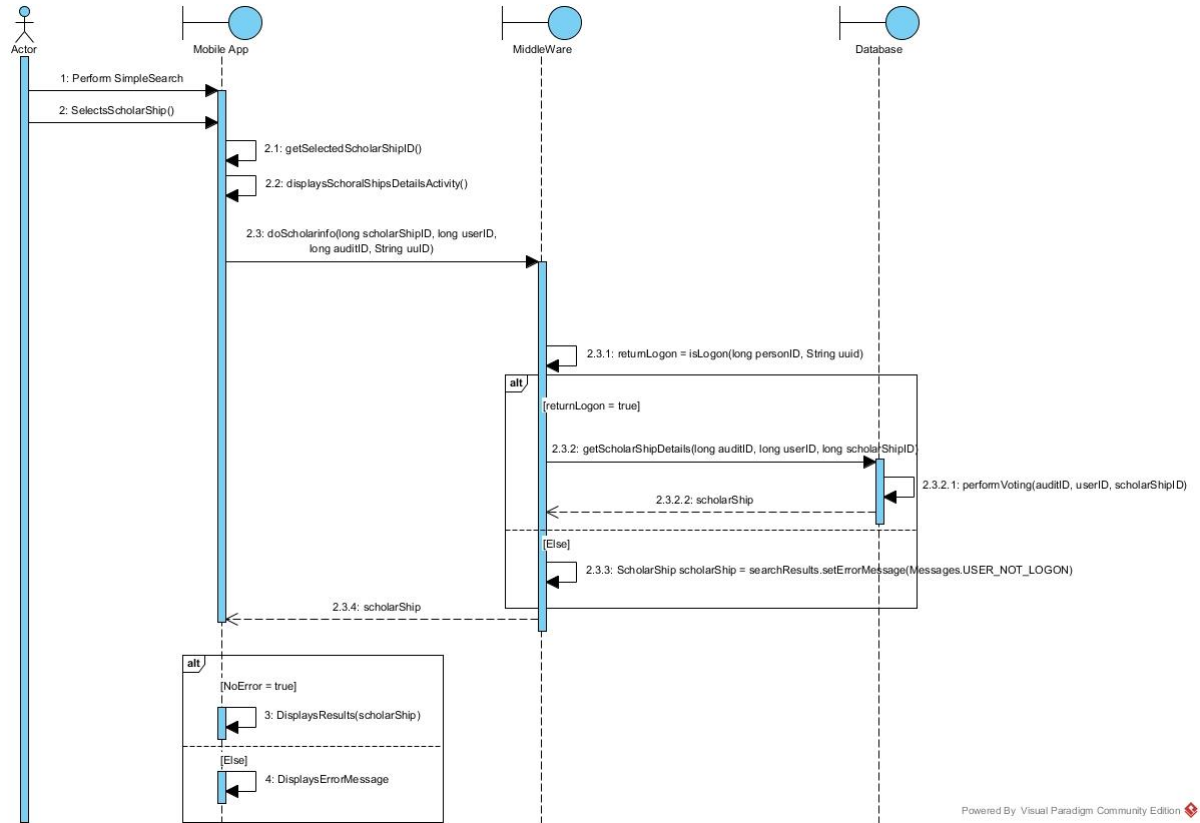 Actor
Mobile App
MiddleWare
Database
1: Perform SimpleSearch
2: SelectsScholarShip()
2.1: getSelectedScholarShipID()
2.2: displaysSchoralShipsDetailsActivity()
2.3: doScholarinfo(long scholarShipID, long userID,
long auditID, String uuID)
2.3.1: returnLogon = isLogon(long personID, String uuid)
alt
[returnLogon = true]
2.3.2: getScholarShipDetails(long auditID, long userID, long scholarShipID)
2.3.2.1: performVoting(auditID, userID, scholarShipID)
2.3.2.2: scholarShip
[Else]
2.3.3: ScholarShip scholarShip = searchResults.setErrorMessage(Messages.USER_NOT_LOGON)
2.3.4: scholarShip
alt
[NoError = true]
3: DisplaysResults(scholarShip)
[Else]
4: DisplaysErrorMessage
Powered By Visual Paradigm Community Edition